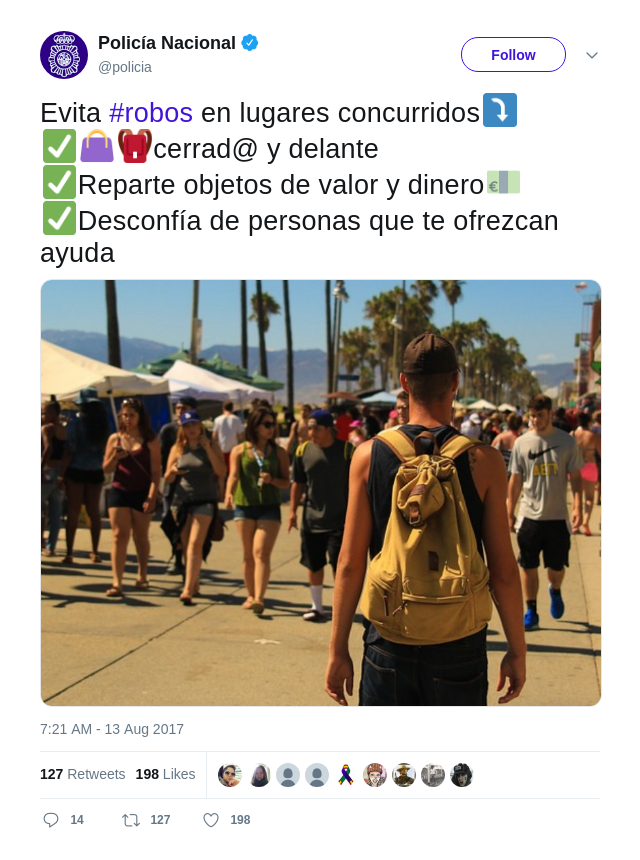 Policía Nacional
@policia
Follow
Evita #robos en lugares concurridos⤵️
✅👜🎒cerrad@ y delante
✅Reparte objetos de valor y dinero💶
✅Desconfía de personas que te ofrezcan
ayuda
7:21 AM - 13 Aug 2017
127 Retweets 198 Likes
14 127 198